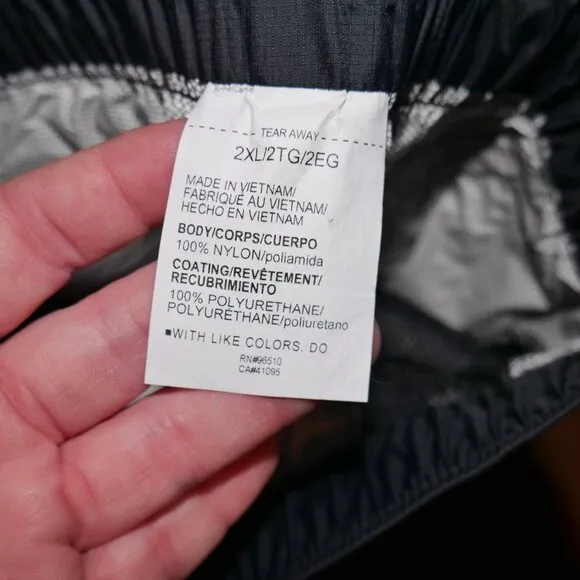 TEAR AWAY
2XL/2TG/2EG
MADE IN VIETNAM/
FABRIQUÉ AU VIETNAM/
HECHO EN VIETNAM
BODY/CORPS/CUERPO
100% NYLON/poliamida
COATING/REVÊTEMENT/
RECUBRIMIENTO
100% POLYURETHANE/
POLYURÉTHANE/poliuretano
■WITH LIKE COLORS. DO
RN#96510
CA#41095